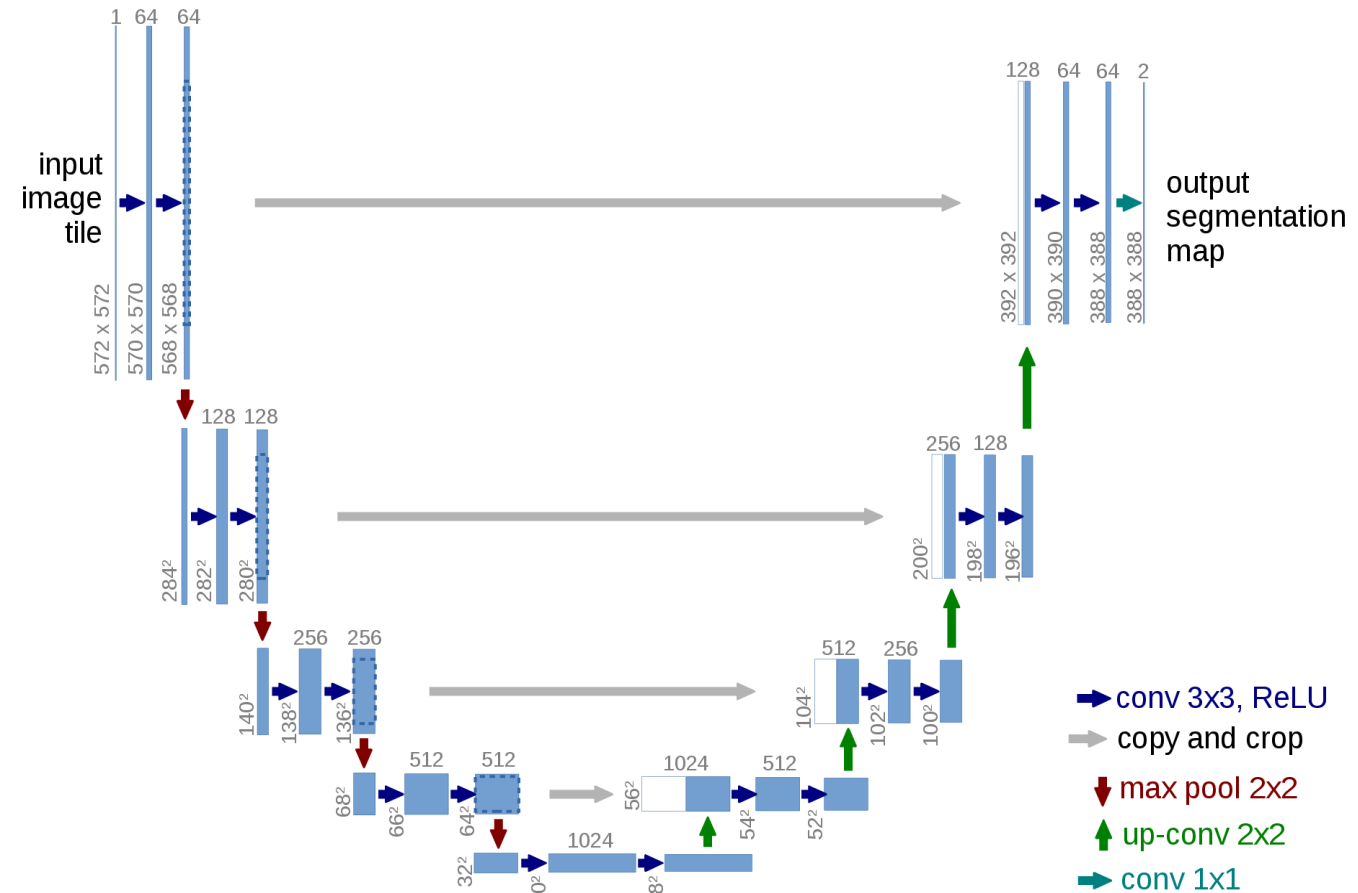 1 64 64
input
image
tile
572 x 572
570 x 570
568 x 568
128 64 64 2
392 x 392
390 x 390
388 x 388
388 x 388
output
segmentation
map
128 128
284²
282²
280²
256 128
200²
198²
196²
256 256
140²
138²
136²
512 256
104²
102²
100²
512 512
68²
66²
64²
1024 512
56²
54²
52²
1024
32²
0²
8²
conv 3x3, ReLU
copy and crop
max pool 2x2
up-conv 2x2
conv 1x1